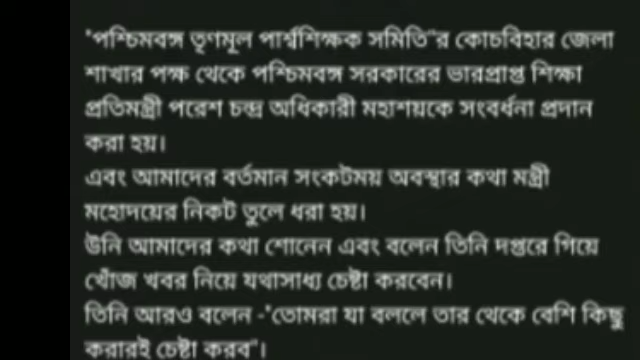 "পশ্চিমবঙ্গ তৃণমূল পার্শ্বশিক্ষক সমিতি"র কোচবিহার জেলা
শাখার পক্ষ থেকে পশ্চিমবঙ্গ সরকারের ভারপ্রাপ্ত শিক্ষা
প্রতিমন্ত্রী পরেশ চন্দ্র অধিকারী মহাশয়কে সংবর্ধনা প্রদান
করা হয়।
এবং আমাদের বর্তমান সংকটময় অবস্থার কথা মন্ত্রী
মহোদয়ের নিকট তুলে ধরা হয়।
উনি আমাদের কথা শোনেন এবং বলেন তিনি দপ্তরে গিয়ে
খোঁজ খবর নিয়ে যথাসাধ্য চেষ্টা করবেন।
তিনি আরও বলেন -"তোমরা যা বললে তার থেকে বেশি কিছু
করারই চেষ্টা করব"।